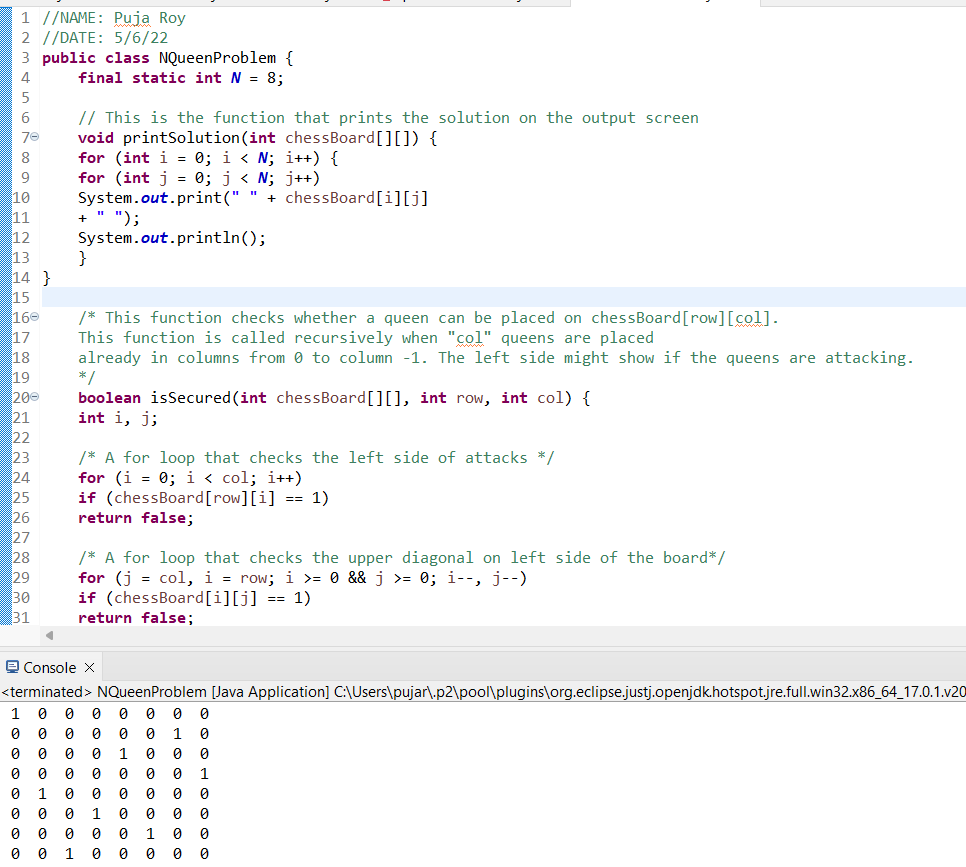 1 //NAME: Puja Roy
2 //DATE: 5/6/22
3 public class NQueenProblem {
4     final static int N = 8;
5
6     // This is the function that prints the solution on the output screen
7     void printSolution(int chessBoard[][]) {
8     for (int i = 0; i < N; i++) {
9     for (int j = 0; j < N; j++)
10     System.out.print(" " + chessBoard[i][j]
11     + " ");
12     System.out.println();
13     }
14 }
15
16     /* This function checks whether a queen can be placed on chessBoard[row][col].
17     This function is called recursively when "col" queens are placed
18     already in columns from 0 to column -1. The left side might show if the queens are attacking.
19     */
20     boolean isSecured(int chessBoard[][], int row, int col) {
21     int i, j;
22
23     /* A for loop that checks the left side of attacks */
24     for (i = 0; i < col; i++)
25     if (chessBoard[row][i] == 1)
26     return false;
27
28     /* A for loop that checks the upper diagonal on left side of the board*/
29     for (j = col, i = row; i >= 0 && j >= 0; i--, j--)
30     if (chessBoard[i][j] == 1)
31     return false;
Console
<terminated> NQueenProblem [Java Application] C:\Users\pujar\.p2\pool\plugins\org.eclipse.justj.openjdk.hotspot.jre.full.win32.x86_64_17.0.1.v20
1 0 0 0 0 0 0 0
0 0 0 0 0 0 1 0
0 0 0 0 1 0 0 0
0 0 0 0 0 0 0 1
0 1 0 0 0 0 0 0
0 0 0 1 0 0 0 0
0 0 0 0 0 1 0 0
0 0 1 0 0 0 0 0